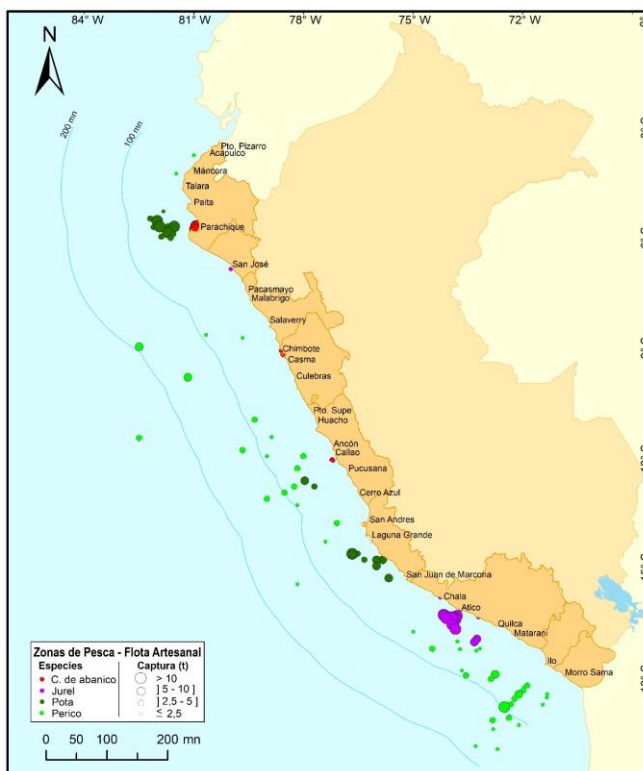 84° W
81° W
78° W
75° W
72° W
N
200 mn
100 mn
Pto. Pizarro
Acapulco
Máncora
Talara
Paita
Parachique
San José
Pacasmayo
Malabrigo
Salaverry
Chimbote
Casma
Culebras
Pto. Supe
Huacho
Ancón
Callao
Pucusana
Cerro Azul
San Andres
Laguna Grande
San Juan de Marcona
Chala
Atico
Quilca
Matarani
Ilo
Morro Sama
Zonas de Pesca - Flota Artesanal
Especies Captura (t)
C. de abanico > 10
Jurel ] 5 - 10 ]
Pota ] 2,5 - 5 ]
Perico ≤ 2,5
0 50 100 200 mn